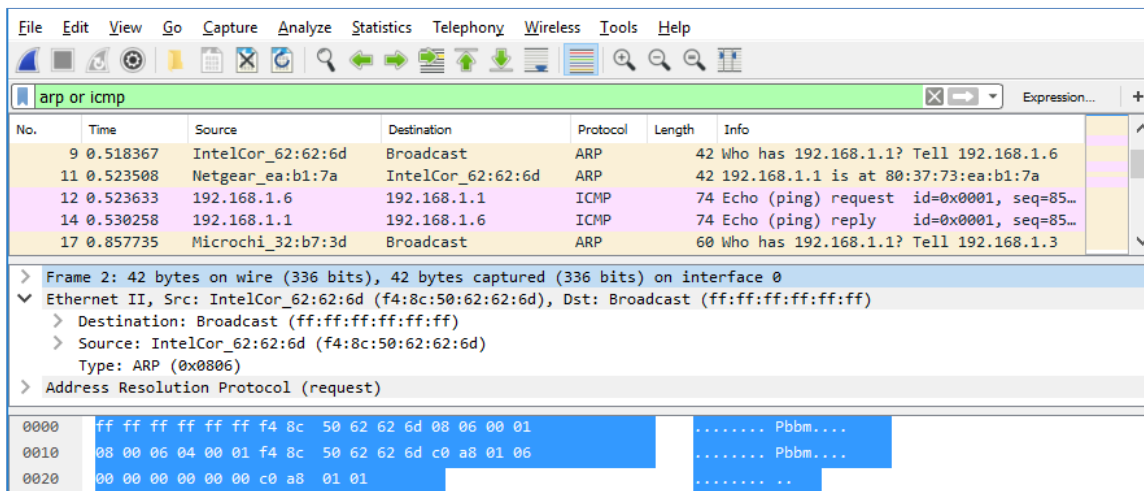 File Edit View Go Capture Analyze Statistics Telephony Wireless Tools Help
arp or icmp Expression... +
No. Time Source Destination Protocol Length Info
9 0.518367 IntelCor_62:62:6d Broadcast ARP 42 Who has 192.168.1.1? Tell 192.168.1.6
11 0.523508 Netgear_ea:b1:7a IntelCor_62:62:6d ARP 42 192.168.1.1 is at 80:37:73:ea:b1:7a
12 0.523633 192.168.1.6 192.168.1.1 ICMP 74 Echo (ping) request id=0x0001, seq=85…
14 0.530258 192.168.1.1 192.168.1.6 ICMP 74 Echo (ping) reply id=0x0001, seq=85…
17 0.857735 Microchi_32:b7:3d Broadcast ARP 60 Who has 192.168.1.1? Tell 192.168.1.3
Frame 2: 42 bytes on wire (336 bits), 42 bytes captured (336 bits) on interface 0
Ethernet II, Src: IntelCor_62:62:6d (f4:8c:50:62:62:6d), Dst: Broadcast (ff:ff:ff:ff:ff:ff)
Destination: Broadcast (ff:ff:ff:ff:ff:ff)
Source: IntelCor_62:62:6d (f4:8c:50:62:62:6d)
Type: ARP (0x0806)
Address Resolution Protocol (request)
0000 ff ff ff ff ff ff f4 8c 50 62 62 6d 08 06 00 01 ........ Pbbm....
0010 08 00 06 04 00 01 f4 8c 50 62 62 6d c0 a8 01 06 ........ Pbbm....
0020 00 00 00 00 00 00 c0 a8 01 01 ........ ..